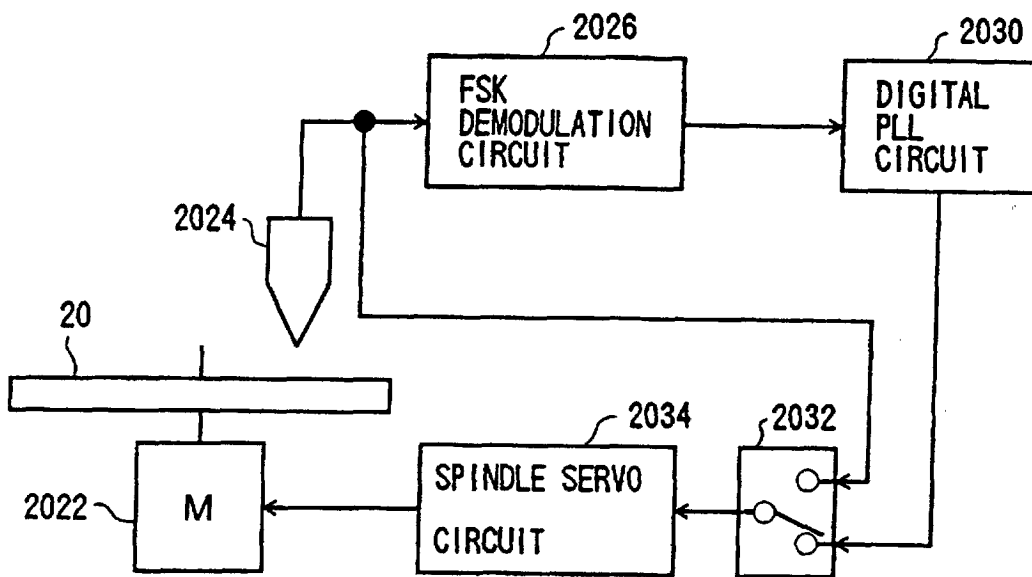 2026
2030
FSK
DEMODULATION
CIRCUIT
DIGITAL
PLL
CIRCUIT
2024
20
2034
2032
2022
M
SPINDLE SERVO
CIRCUIT